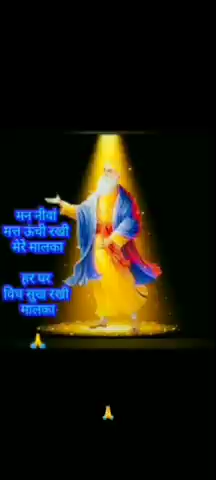 मन नीवां
मत्त ऊंची रखी
मेरे मालका
हर घर
विच सुख रखी
मालका